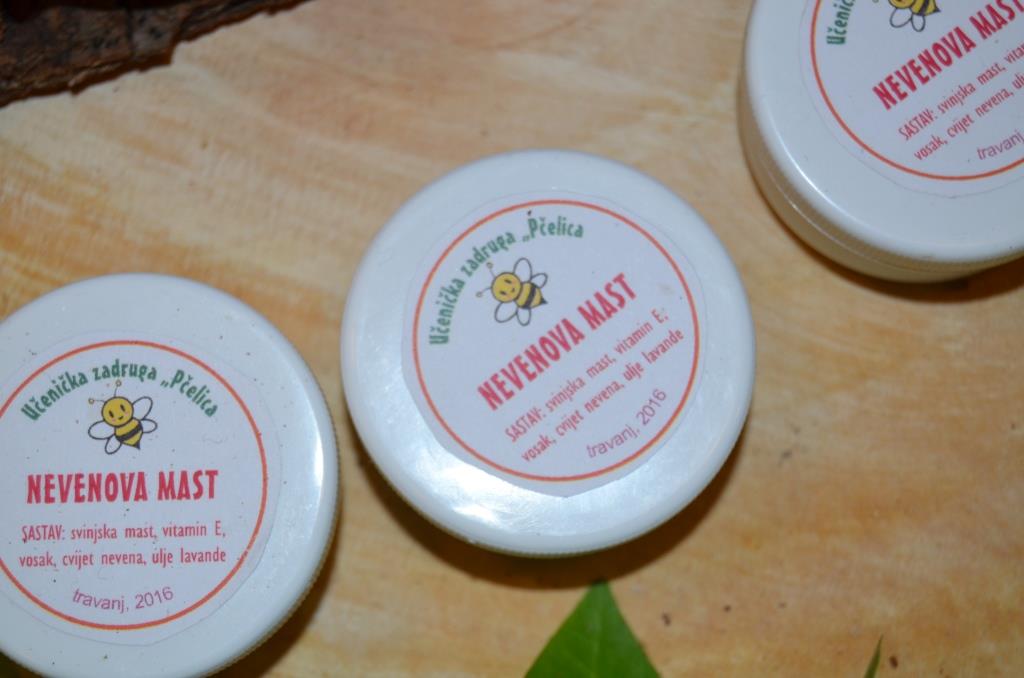 Učenička zadruga „Pčelica
NEVENOVA MAST
SASTAV: svinjska mast, vitamin E,
vosak, cvijet nevena, ulje lavande
travanj, 2016
Učenička zadruga „Pčelica
NEVENOVA MAST
SASTAV: svinjska mast, vitamin E,
vosak, cvijet nevena, ulje lavande
travanj, 2016
NEVENOVA MAST
SASTAV: svinjska mast,
vosak, cvijet nevena,
travanj